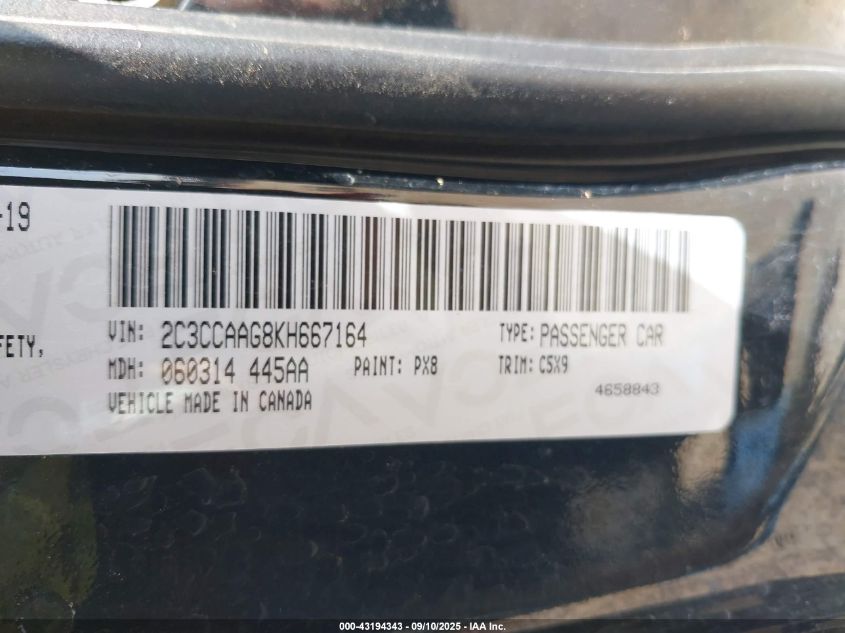 -19
FETY,
VIN: 2C3CCAAG8KH667164 TYPE: PASSENGER CAR
MDH: 060314 445AA PAINT: PX8 TRIM: C5X9
VEHICLE MADE IN CANADA 4658843
000-43194343 - 09/10/2025 - IAA Inc.